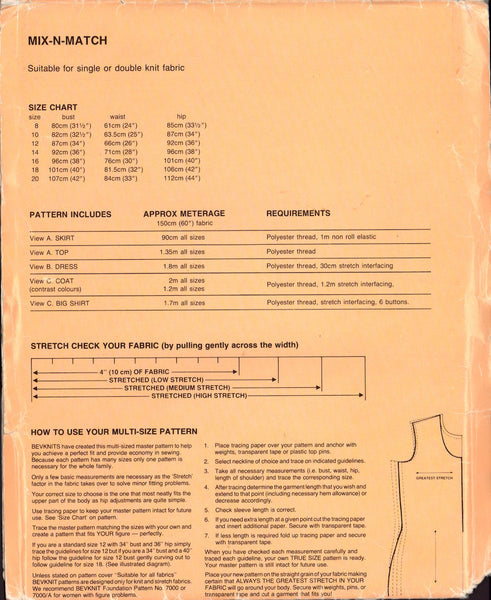 MIX-N-MATCH
Suitable for single or double knit fabric
SIZE CHART
size bust waist hip
8 80cm (31½") 61cm (24") 85cm (33½")
10 82cm (32½") 63.5cm (25") 87cm (34")
12 87cm (34") 66cm (26") 92cm (36")
14 92cm (36") 71cm (28") 96cm (38")
16 96cm (38") 76cm (30") 101cm (40")
18 101cm (40") 81.5cm (32") 106cm (42")
20 107cm (42") 84cm (33") 112cm (44")
PATTERN INCLUDES APPROX METERAGE REQUIREMENTS
150cm (60") fabric
View A. SKIRT 90cm all sizes Polyester thread, 1m non roll elastic
View A. TOP 1.35m all sizes Polyester thread
View B. DRESS 1.8m all sizes Polyester thread, 30cm stretch interfacing
View C. COAT 2m all sizes Polyester thread, 1.2m stretch interfacing,
(contrast colours) 1.2m all sizes
View C. BIG SHIRT 1.7m all sizes Polyester thread, stretch interfacing, 6 buttons.
STRETCH CHECK YOUR FABRIC (by pulling gently across the width)
4" (10 cm) OF FABRIC
STRETCHED (LOW STRETCH)
STRETCHED (MEDIUM STRETCH)
STRETCHED (HIGH STRETCH)
HOW TO USE YOUR MULTI-SIZE PATTERN
BEVKNITS have created this multi-sized master pattern to help
you achieve a perfect fit and provide economy in sewing.
Because each pattern has many sizes only one pattern is
necessary for the whole family.
Only a few basic measurements are necessary as the 'Stretch'
factor in the fabric takes over to solve minor fitting problems.
Your correct size to choose is the one that most neatly fits the
upper part of the body as hip adjustments are quite simple.
Use tracing paper to keep your master pattern intact for future
use. See 'Size Chart' on pattern.
Trace the master pattern matching the sizes with your own and
create a pattern that fits YOUR figure — perfectly.
If you are a standard size 12 with 34" bust and 36" hip simply
trace the guidelines for size 12 but if you are a 34" bust and a 40"
hip follow the guideline for size 12 bust gently curving out to
follow the guideline for size 18. (See illustrated diagram).
Unless stated on pattern cover "Suitable for all fabrics"
BEVKNIT patterns are designed only for knit and stretch fabrics.
We recommend BEVKNIT Foundation Pattern No. 7000 or
7000/A for women with figure problems.
1. Place tracing paper over pattern and anchor with
weights, transparent tape or plastic top pins.
2. Select neckline of choice and trace on indicated guidelines.
3. Take all necessary measurements (i.e. bust, waist, hip,
length of shoulder) and trace the corresponding size.
4. After tracing determine the garment length that you wish and
extend to that point (including necessary hem allowance) or
decrease accordingly.
5. Check sleeve length is correct.
6. If you need extra length at a given point cut the tracing paper
and insert additional paper. Secure with transparent tape.
7. If less length is required fold up tracing paper and secure
with transparent tape.
When you have checked each measurement carefully and
traced each guideline, your own TRUE SIZE pattern is ready.
Your master pattern is still intact for future use.
Place your new pattern on the straight grain of your fabric making
certain that ALWAYS THE GREATEST STRETCH IN YOUR
FABRIC will go around your body. Secure with weights, pins, or
transparent tape and cut a garment that fits you!
GREATEST STRETCH